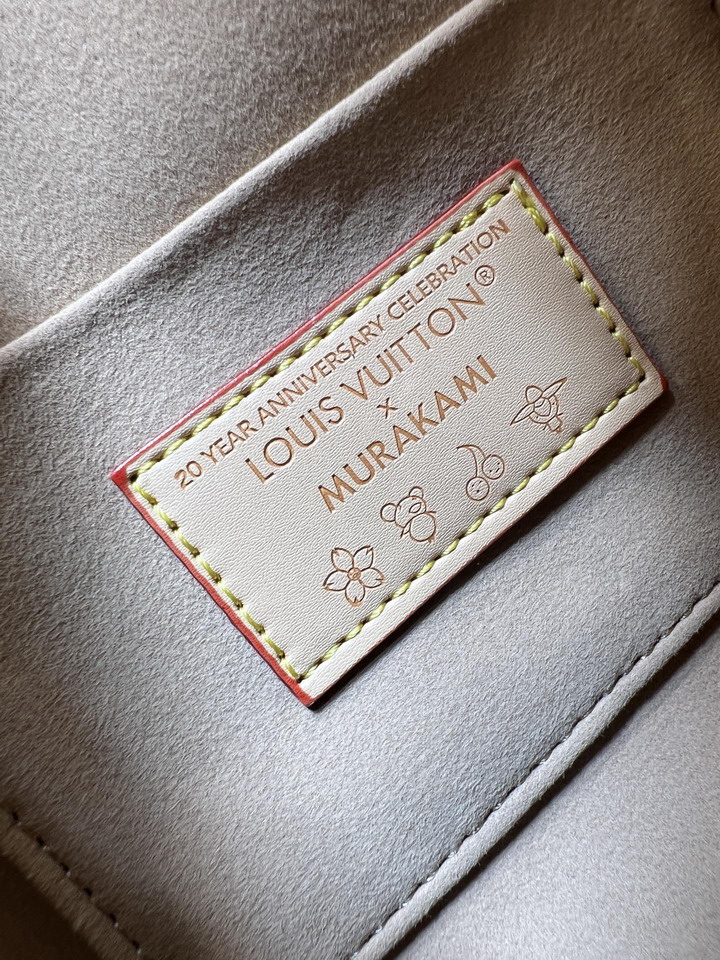 20 YEAR ANNIVERSARY CELEBRATION
LOUIS VUITTON®
×
MURAKAMI